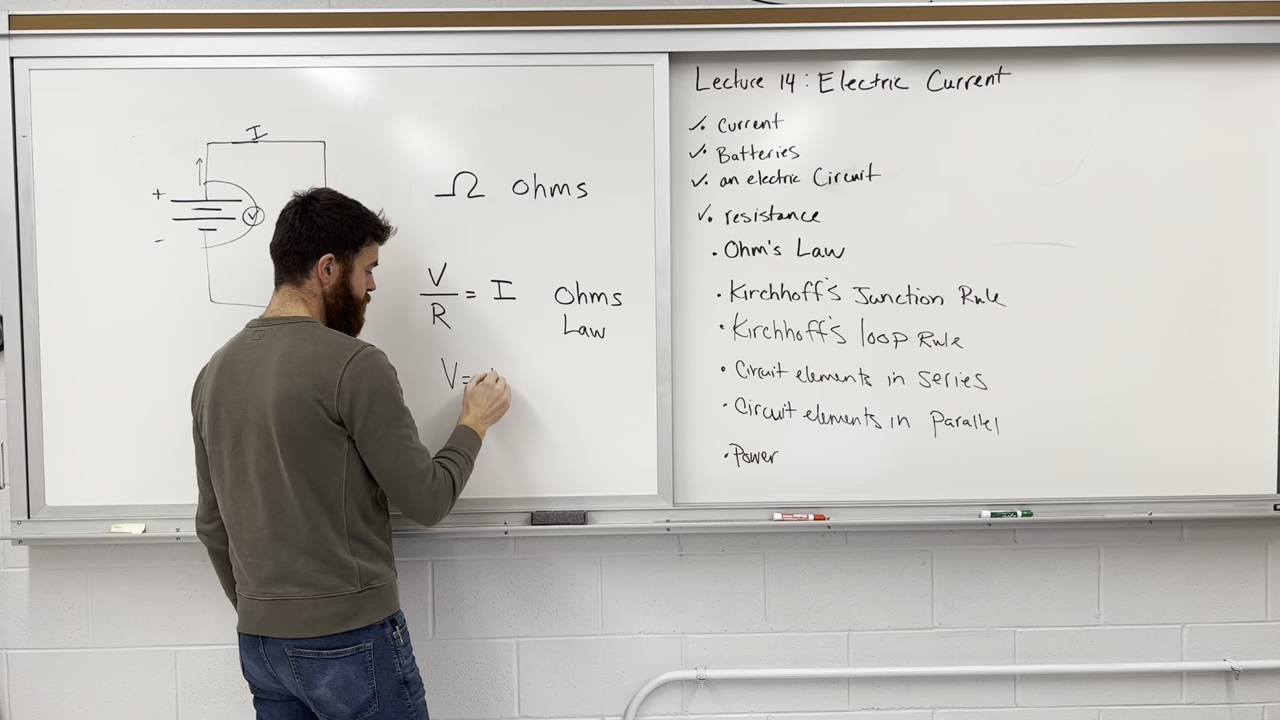 I
+
V
-
Ω ohms
V
R = I
Ohms
Law
V=
Lecture 14: Electric Current
✓. Current
✓. Batteries
✓. an electric Circuit
✓. resistance
. Ohm's Law
. Kirchhoff's Junction Rule
. Kirchhoff's loop Rule
. Circuit elements in series
. Circuit elements in Parallel
. Power